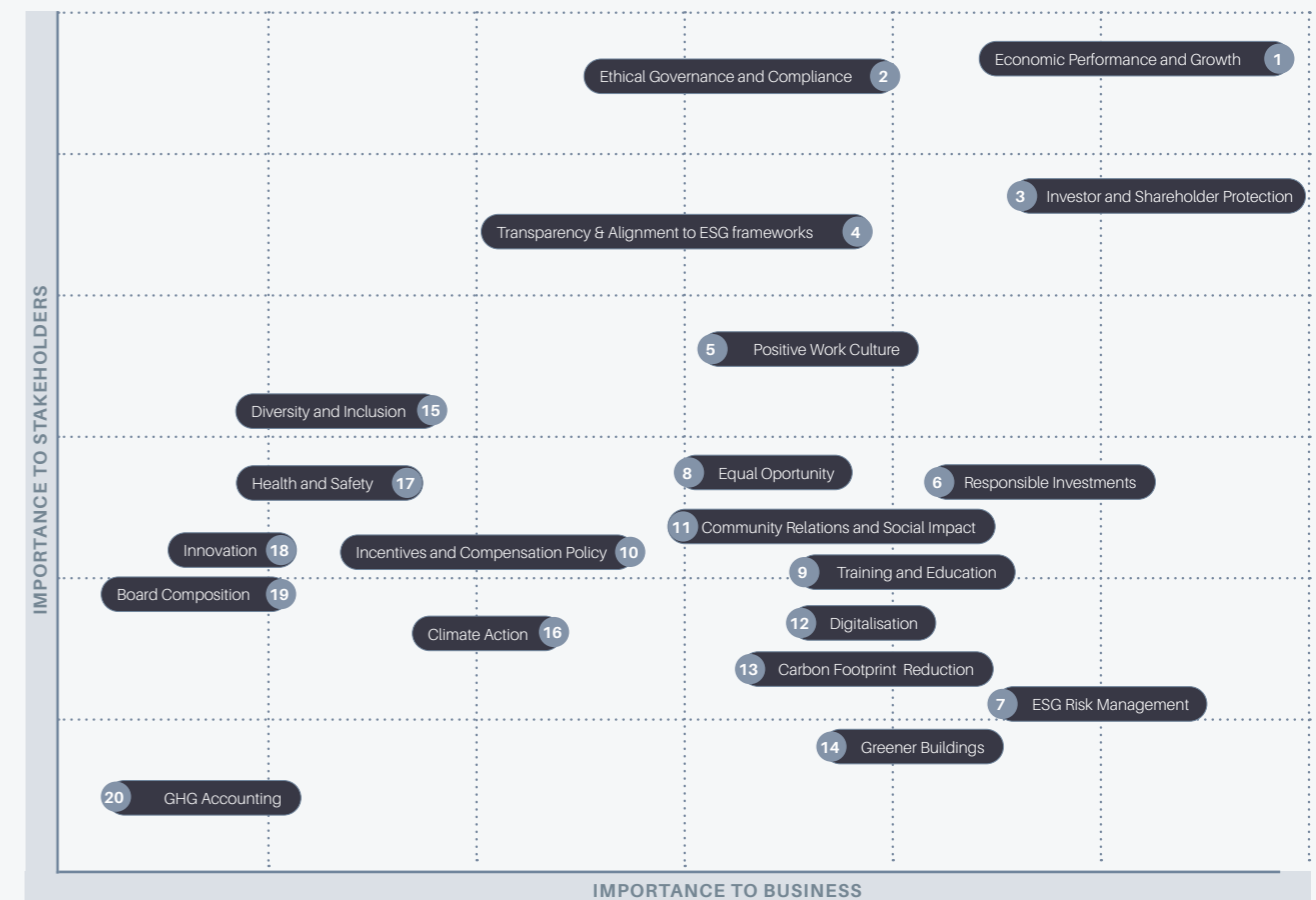 Economic Performance and Growth 1
Ethical Governance and Compliance 2
3 Investor and Shareholder Protection
Transparency & Alignment to ESG frameworks 4
5 Positive Work Culture
Diversity and Inclusion 15
8 Equal Oportunity
Health and Safety 17
6 Responsible Investments
11 Community Relations and Social Impact
Innovation 18
Incentives and Compensation Policy 10
9 Training and Education
Board Composition 19
12 Digitalisation
Climate Action 16
13 Carbon Footprint Reduction
7 ESG Risk Management
14 Greener Buildings
20 GHG Accounting
IMPORTANCE TO STAKEHOLDERS
IMPORTANCE TO BUSINESS